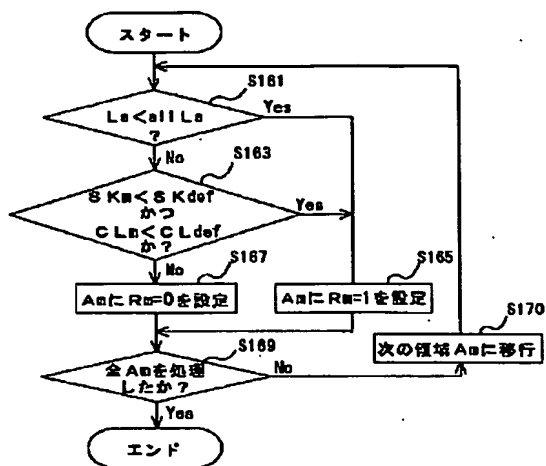 スタート
S161
La<allLa
?
Yes
No
S163
SKm<SKdef
かつ
CLm<CLdef
か?
Yes
No
S167
AmにRm=0を設定
S165
AmにRm=1を設定
S170
次の領域Amに移行
S169
全Amを処理
したか?
No
Yes
エンド